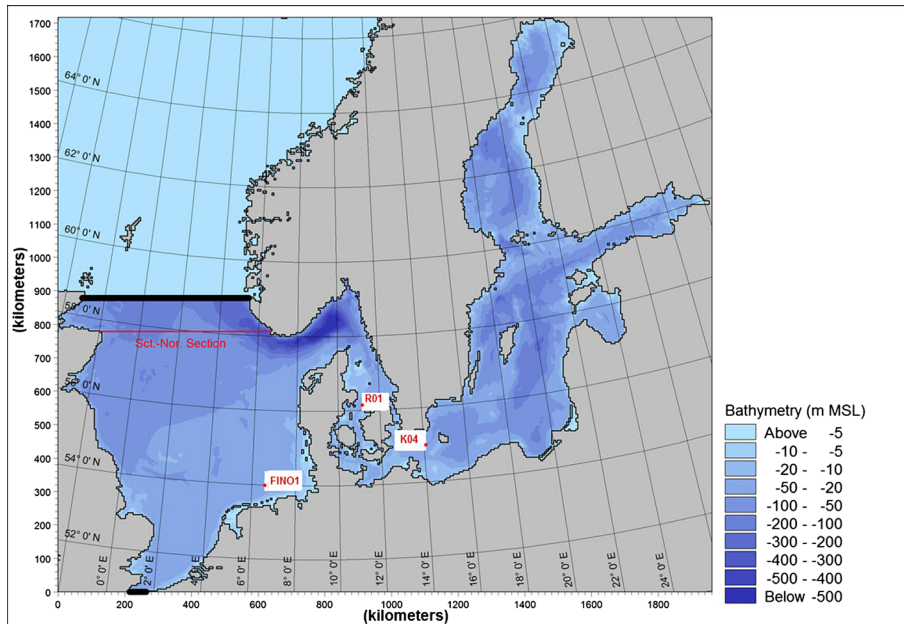 1700
1600
1500
1400
1300
1200
1100
1000
900
800
700
600
500
400
300
200
100
0
(kilometers)
64° 0' N
62° 0' N
60° 0' N
58° 0' N
56° 0' N
54° 0' N
52° 0' N
Sct.-Nor. Section
R01
K04
FINO1
0° 0' E
2° 0' E
4° 0' E
6° 0' E
8° 0' E
10° 0' E
12° 0' E
14° 0' E
16° 0' E
18° 0' E
20° 0' E
22° 0' E
0 200 400 600 800 1000 1200 1400 1600 1800
(kilometers)
Bathymetry (m MSL)
Above -5
-10 - -5
-20 - -10
-50 - -20
-100 - -50
-200 - -100
-300 - -200
-400 - -300
-500 - -400
Below -500